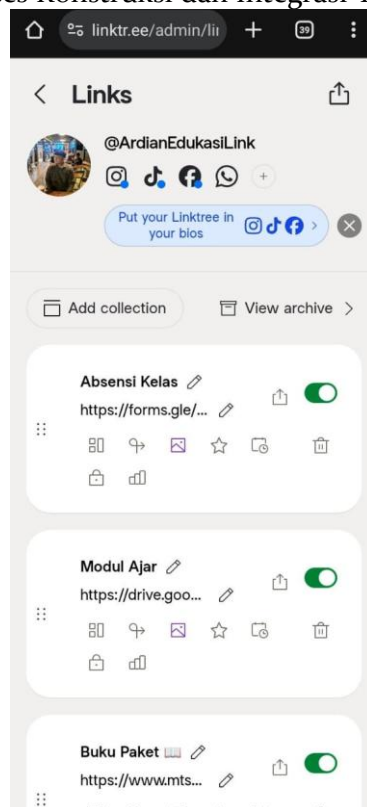 linktr.ee/admin/lin
39
Links
@ArdianEdukasiLink
Put your Linktree in
your bios
Add collection
View archive
Absensi Kelas
https://forms.gle/...
Modul Ajar
https://drive.goo...
Buku Paket 📖
https://www.mts...